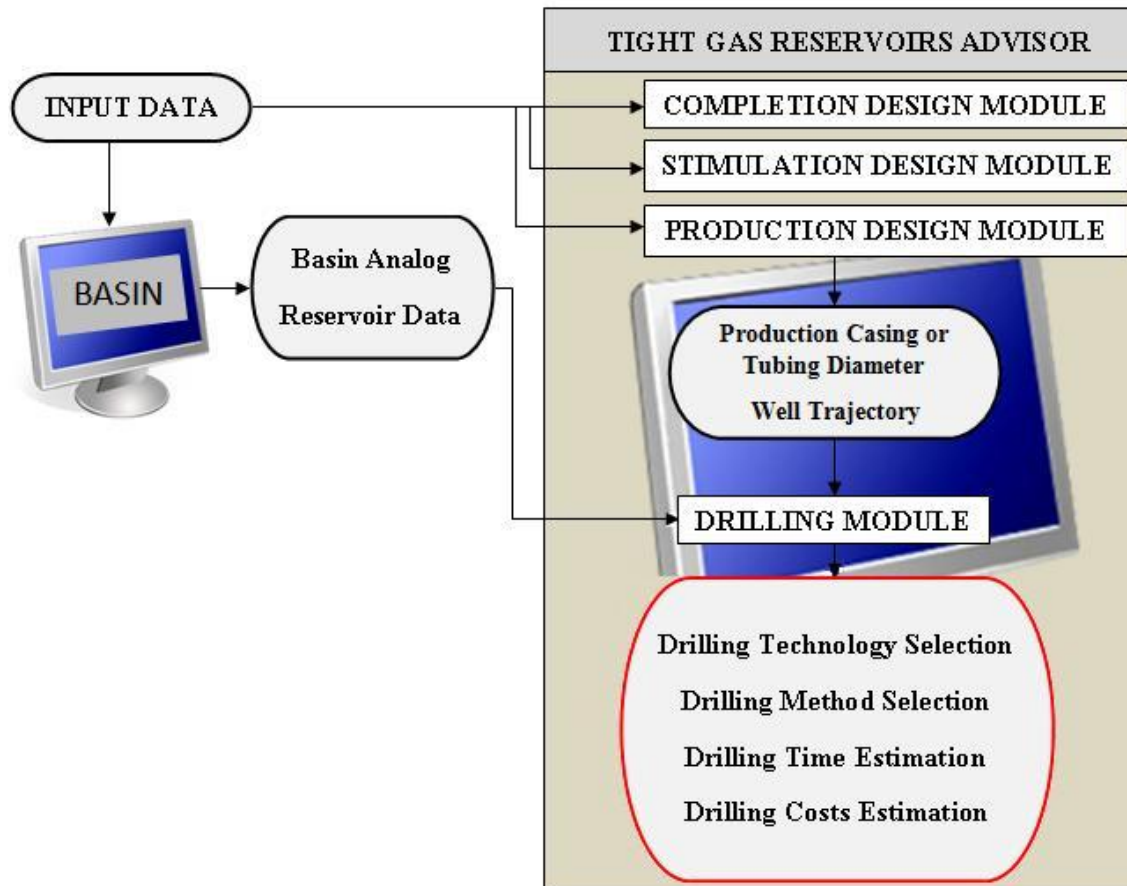 TIGHT GAS RESERVOIRS ADVISOR
INPUT DATA
COMPLETION DESIGN MODULE
STIMULATION DESIGN MODULE
PRODUCTION DESIGN MODULE
BASIN
Basin Analog
Reservoir Data
Production Casing or
Tubing Diameter
Well Trajectory
DRILLING MODULE
Drilling Technology Selection
Drilling Method Selection
Drilling Time Estimation
Drilling Costs Estimation